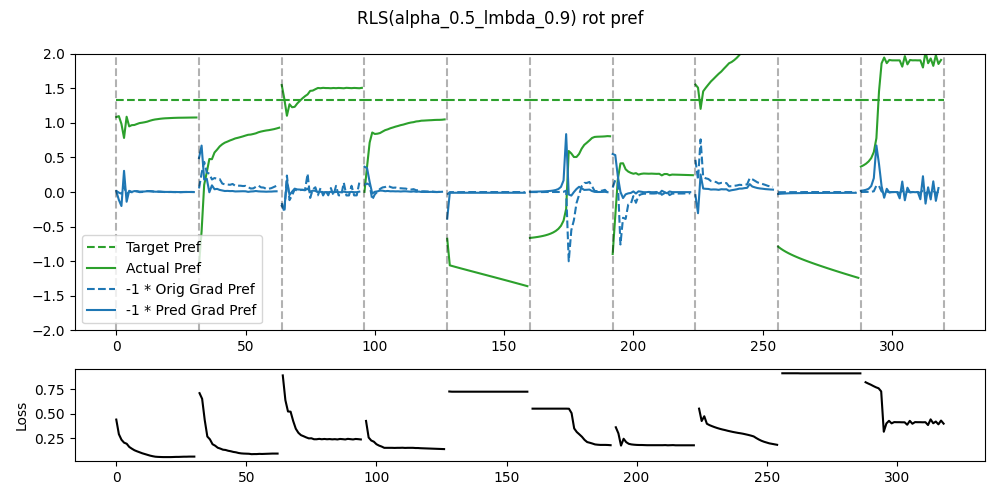 RLS(alpha_0.5_lmbda_0.9) rot pref
2.0
1.5
1.0
0.5
0.0
−0.5
−1.0
−1.5
−2.0
Target Pref
Actual Pref
-1 * Orig Grad Pref
-1 * Pred Grad Pref
0 50 100 150 200 250 300
Loss
0.75
0.50
0.25
0 50 100 150 200 250 300